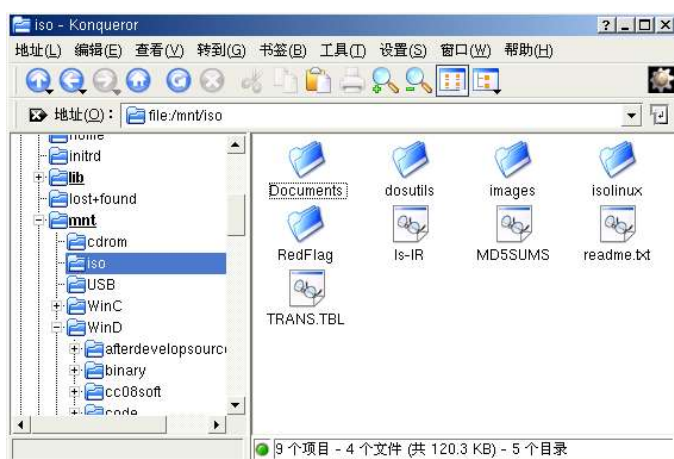 iso - Konqueror
地址(L) 编辑(E) 查看(V) 转到(G) 书签(B) 工具(T) 设置(S) 窗口(W) 帮助(H)
地址(O): file:/mnt/iso
home
initrd
lib
lost+found
mnt
cdrom
iso
USB
WinC
WinD
afterdevelopsourc
binary
cc08soft
code
Documents dosutils images isolinux
RedFlag ls-lR MD5SUMS readme.txt
TRANS.TBL
9 个项目 - 4 个文件 (共 120.3 KB) - 5 个目录